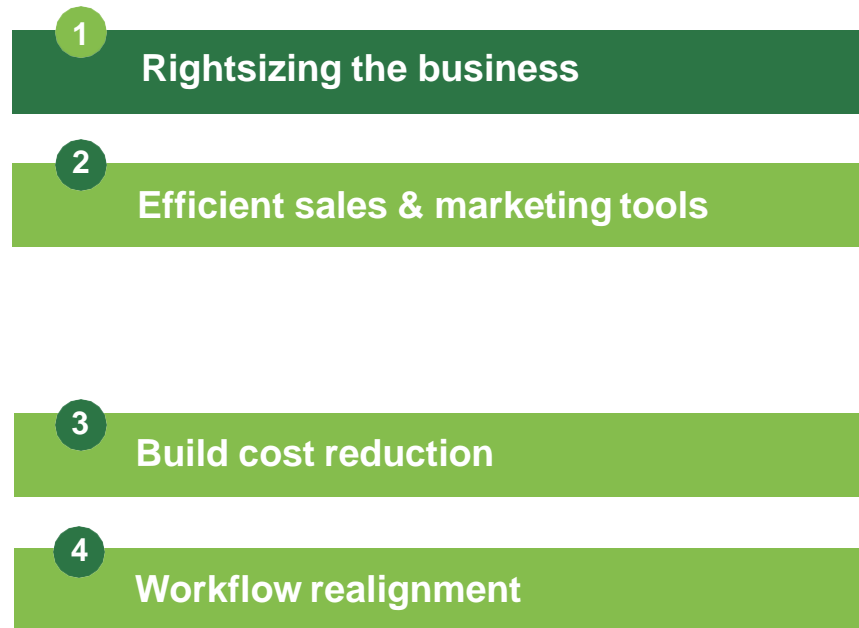 1
Rightsizing the business
2
Efficient sales & marketing tools
3
Build cost reduction
4
Workflow realignment